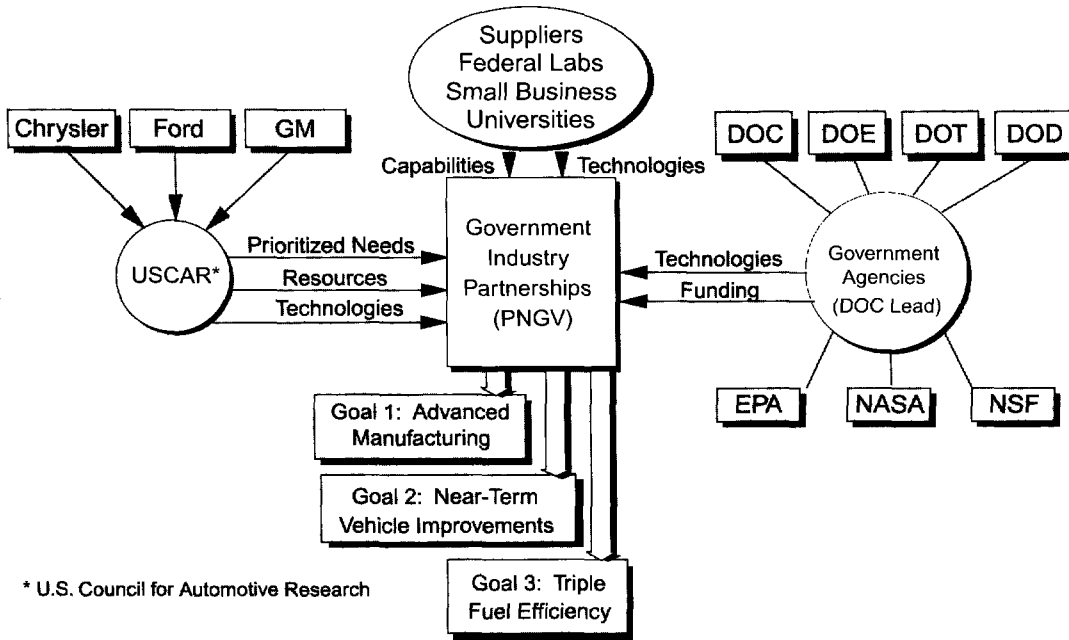 Suppliers
Federal Labs
Small Business
Universities
Chrysler
Ford
GM
DOC
DOE
DOT
DOD
Capabilities
Technologies
Government
Industry
Partnerships
(PNGV)
USCAR*
Prioritized Needs
Resources
Technologies
Technologies
Funding
Government
Agencies
(DOC Lead)
EPA
NASA
NSF
Goal 1: Advanced
Manufacturing
Goal 2: Near-Term
Vehicle Improvements
Goal 3: Triple
Fuel Efficiency
* U.S. Council for Automotive Research